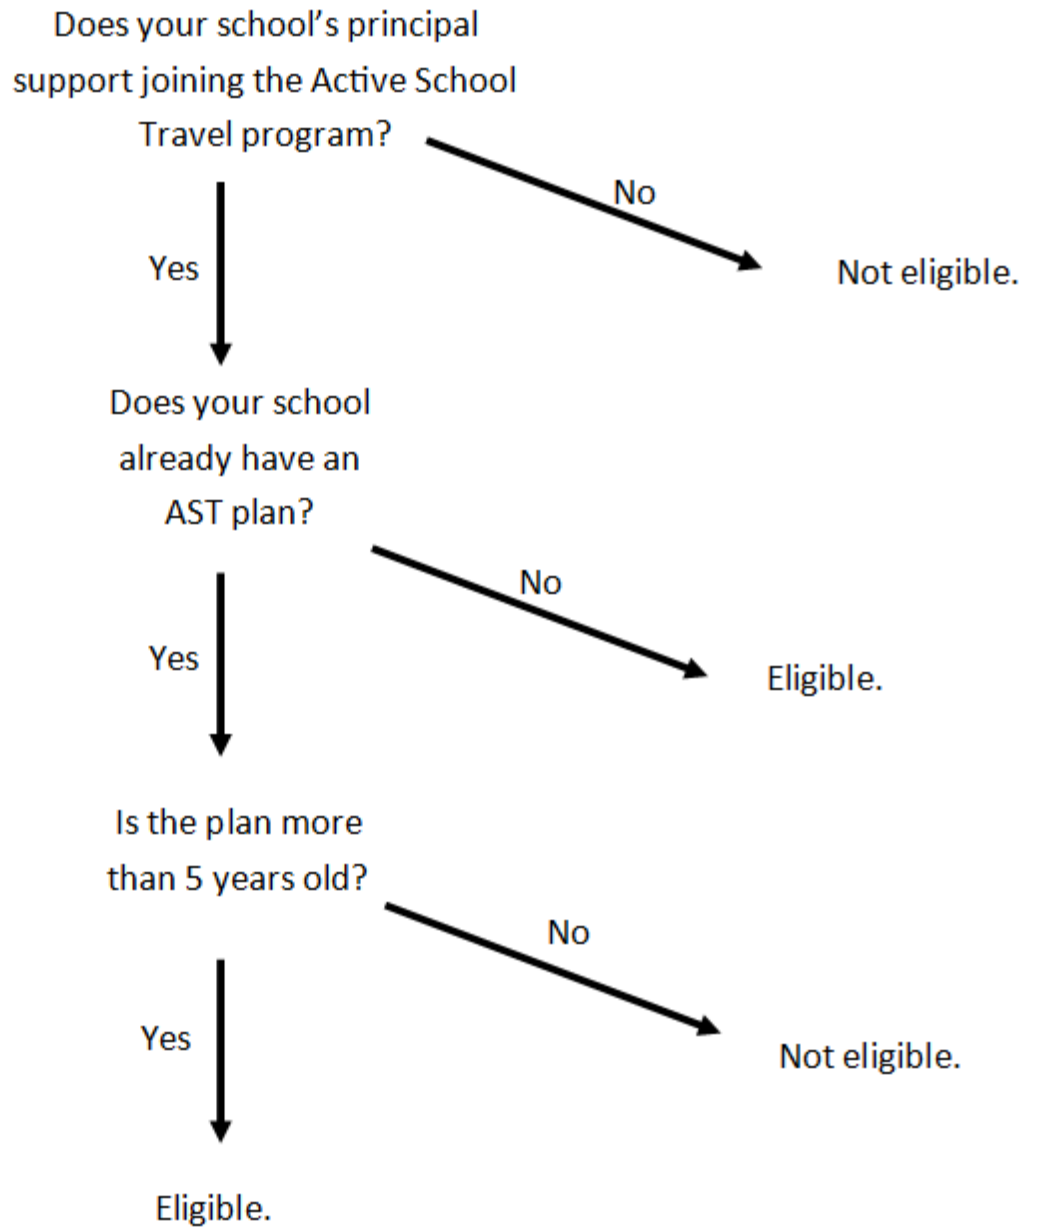 Does your school’s principal
support joining the Active School
Travel program?
No
Yes
Not eligible.
Does your school
already have an
AST plan?
No
Yes
Eligible.
Is the plan more
than 5 years old?
No
Yes
Not eligible.
Eligible.